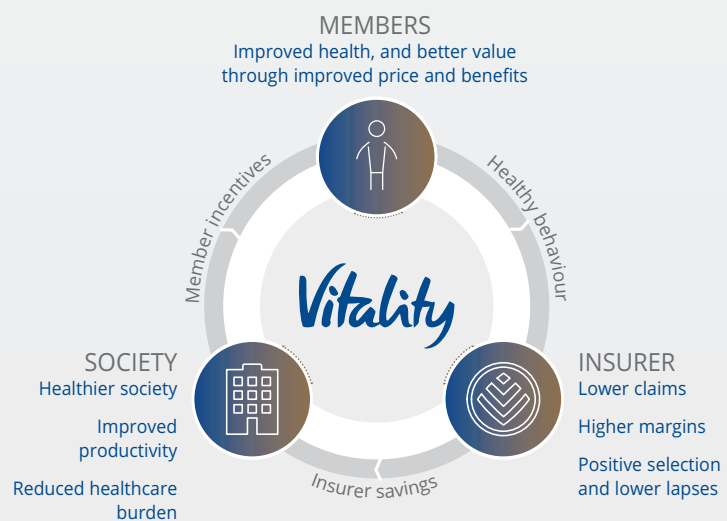 MEMBERS
Improved health, and better value
through improved price and benefits
Member incentives
Healthy behaviour
Vitality
SOCIETY
Healthier society
Improved
productivity
Reduced healthcare
burden
INSURER
Lower claims
Higher margins
Positive selection
and lower lapses
Insurer savings